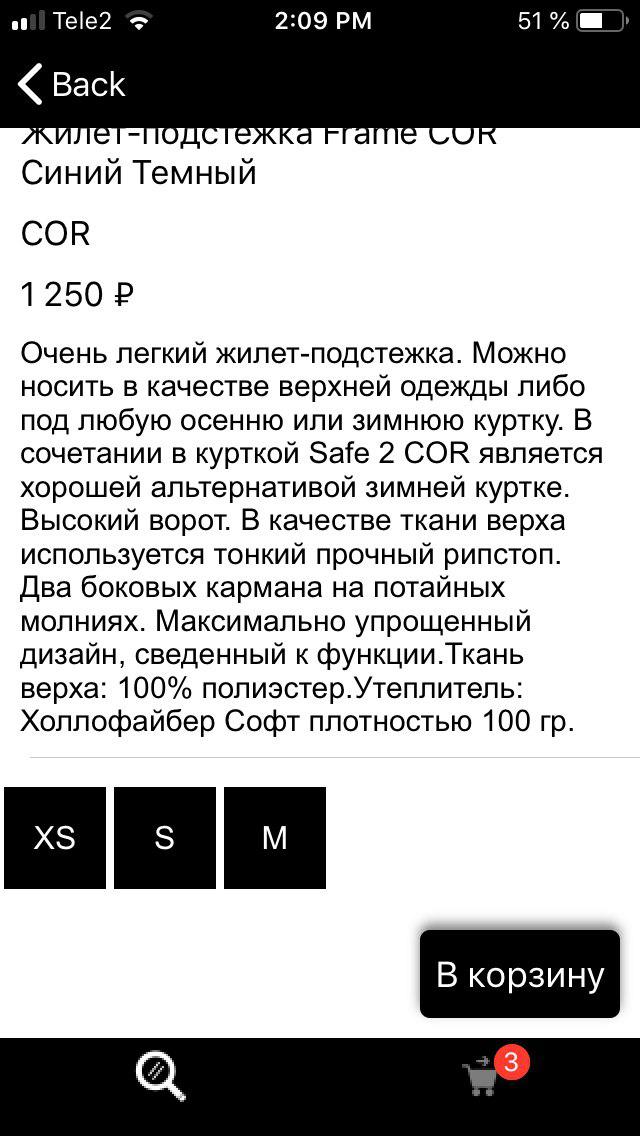 Tele2 2:09 PM 51 %
Back
Жилет-подстежка Frame COR
Синий Темный
COR
1 250 ₽
Очень легкий жилет-подстежка. Можно
носить в качестве верхней одежды либо
под любую осенню или зимнюю куртку. В
сочетании в курткой Safe 2 COR является
хорошей альтернативой зимней куртке.
Высокий ворот. В качестве ткани верха
используется тонкий прочный рипстоп.
Два боковых кармана на потайных
молниях. Максимально упрощенный
дизайн, сведенный к функции.Ткань
верха: 100% полиэстер.Утеплитель:
Холлофайбер Софт плотностью 100 гр.
XS S M
В корзину
3